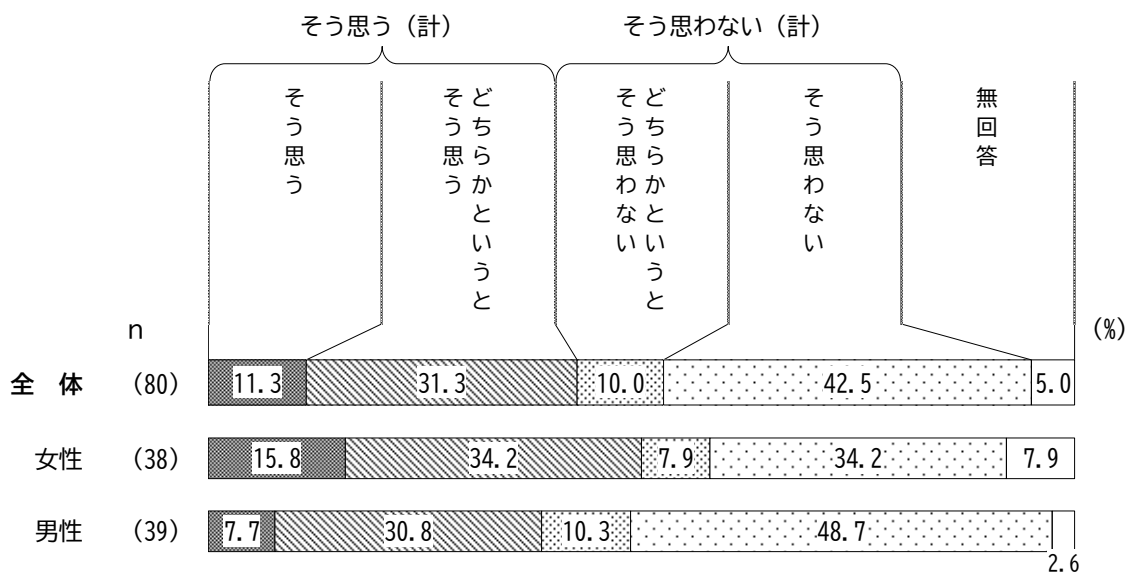 そう思う（計）
そう思わない（計）
そう思う
どちらかというと
そう思う
どちらかというと
そう思わない
そう思わない
無回答
n
(%)
全 体 (80) 11.3 31.3 10.0 42.5 5.0
女性 (38) 15.8 34.2 7.9 34.2 7.9
男性 (39) 7.7 30.8 10.3 48.7
2.6